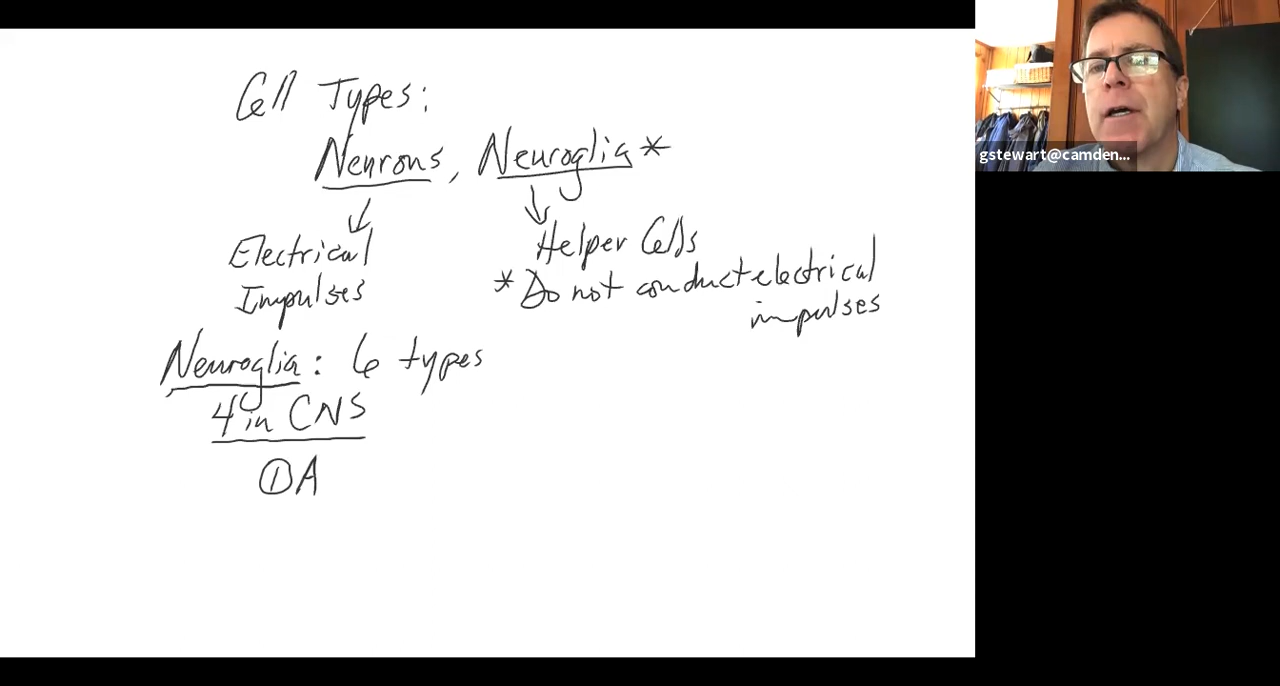 Cell Types:
Neurons, Neuroglia*
Electrical
Impulses
Helper Cells
* Do not conduct electrical
impulses
Neuroglia: 6 types
4 in CNS
① A
gstewart@camden...